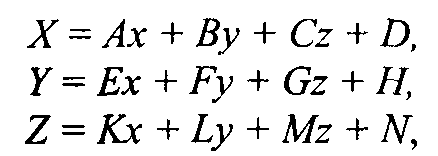 X = Ax + By + Cz + D,
Y = Ex + Fy + Gz + H,
Z = Kx + Ly + Mz + N,